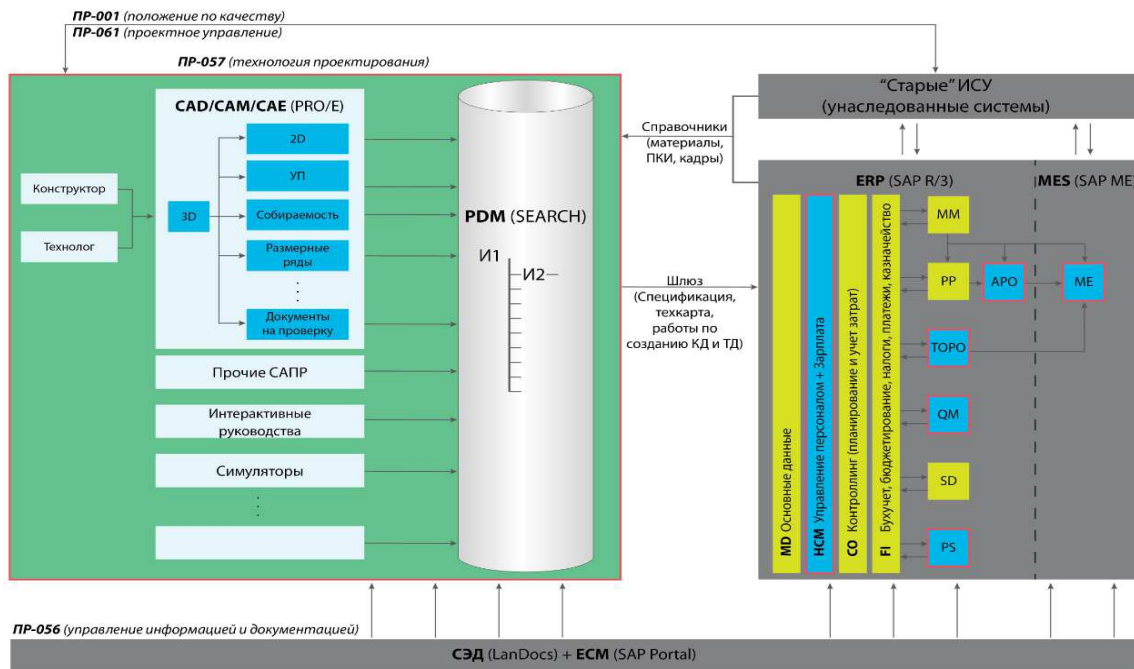 ПР-001 (положение по качеству)
ПР-061 (проектное управление)
ПР-057 (технология проектирования)
CAD/CAM/CAE (PRO/E)
Конструктор
Технолог
3D
2D
УП
Собираемость
Размерные
ряды
Документы
на проверку
Прочие САПР
Интерактивные
руководства
Симуляторы
PDM (SEARCH)
И1
И2
Справочники
(материалы,
ПКИ, кадры)
Шлюз
(Спецификация,
техкарта,
работы по
созданию КД и ТД)
“Старые” ИСУ
(унаследованные системы)
ERP (SAP R/3)
MES (SAP ME)
MD Основные данные
HCM Управление персоналом + Зарплата
CO Контроллинг (планирование и учет затрат)
FI Бухучет, бюджетирование, налоги, платежи, казначейство
MM
PP
APO
ME
TOPO
QM
SD
PS
ПР-056 (управление информацией и документацией)
СЭД (LanDocs) + ECM (SAP Portal)